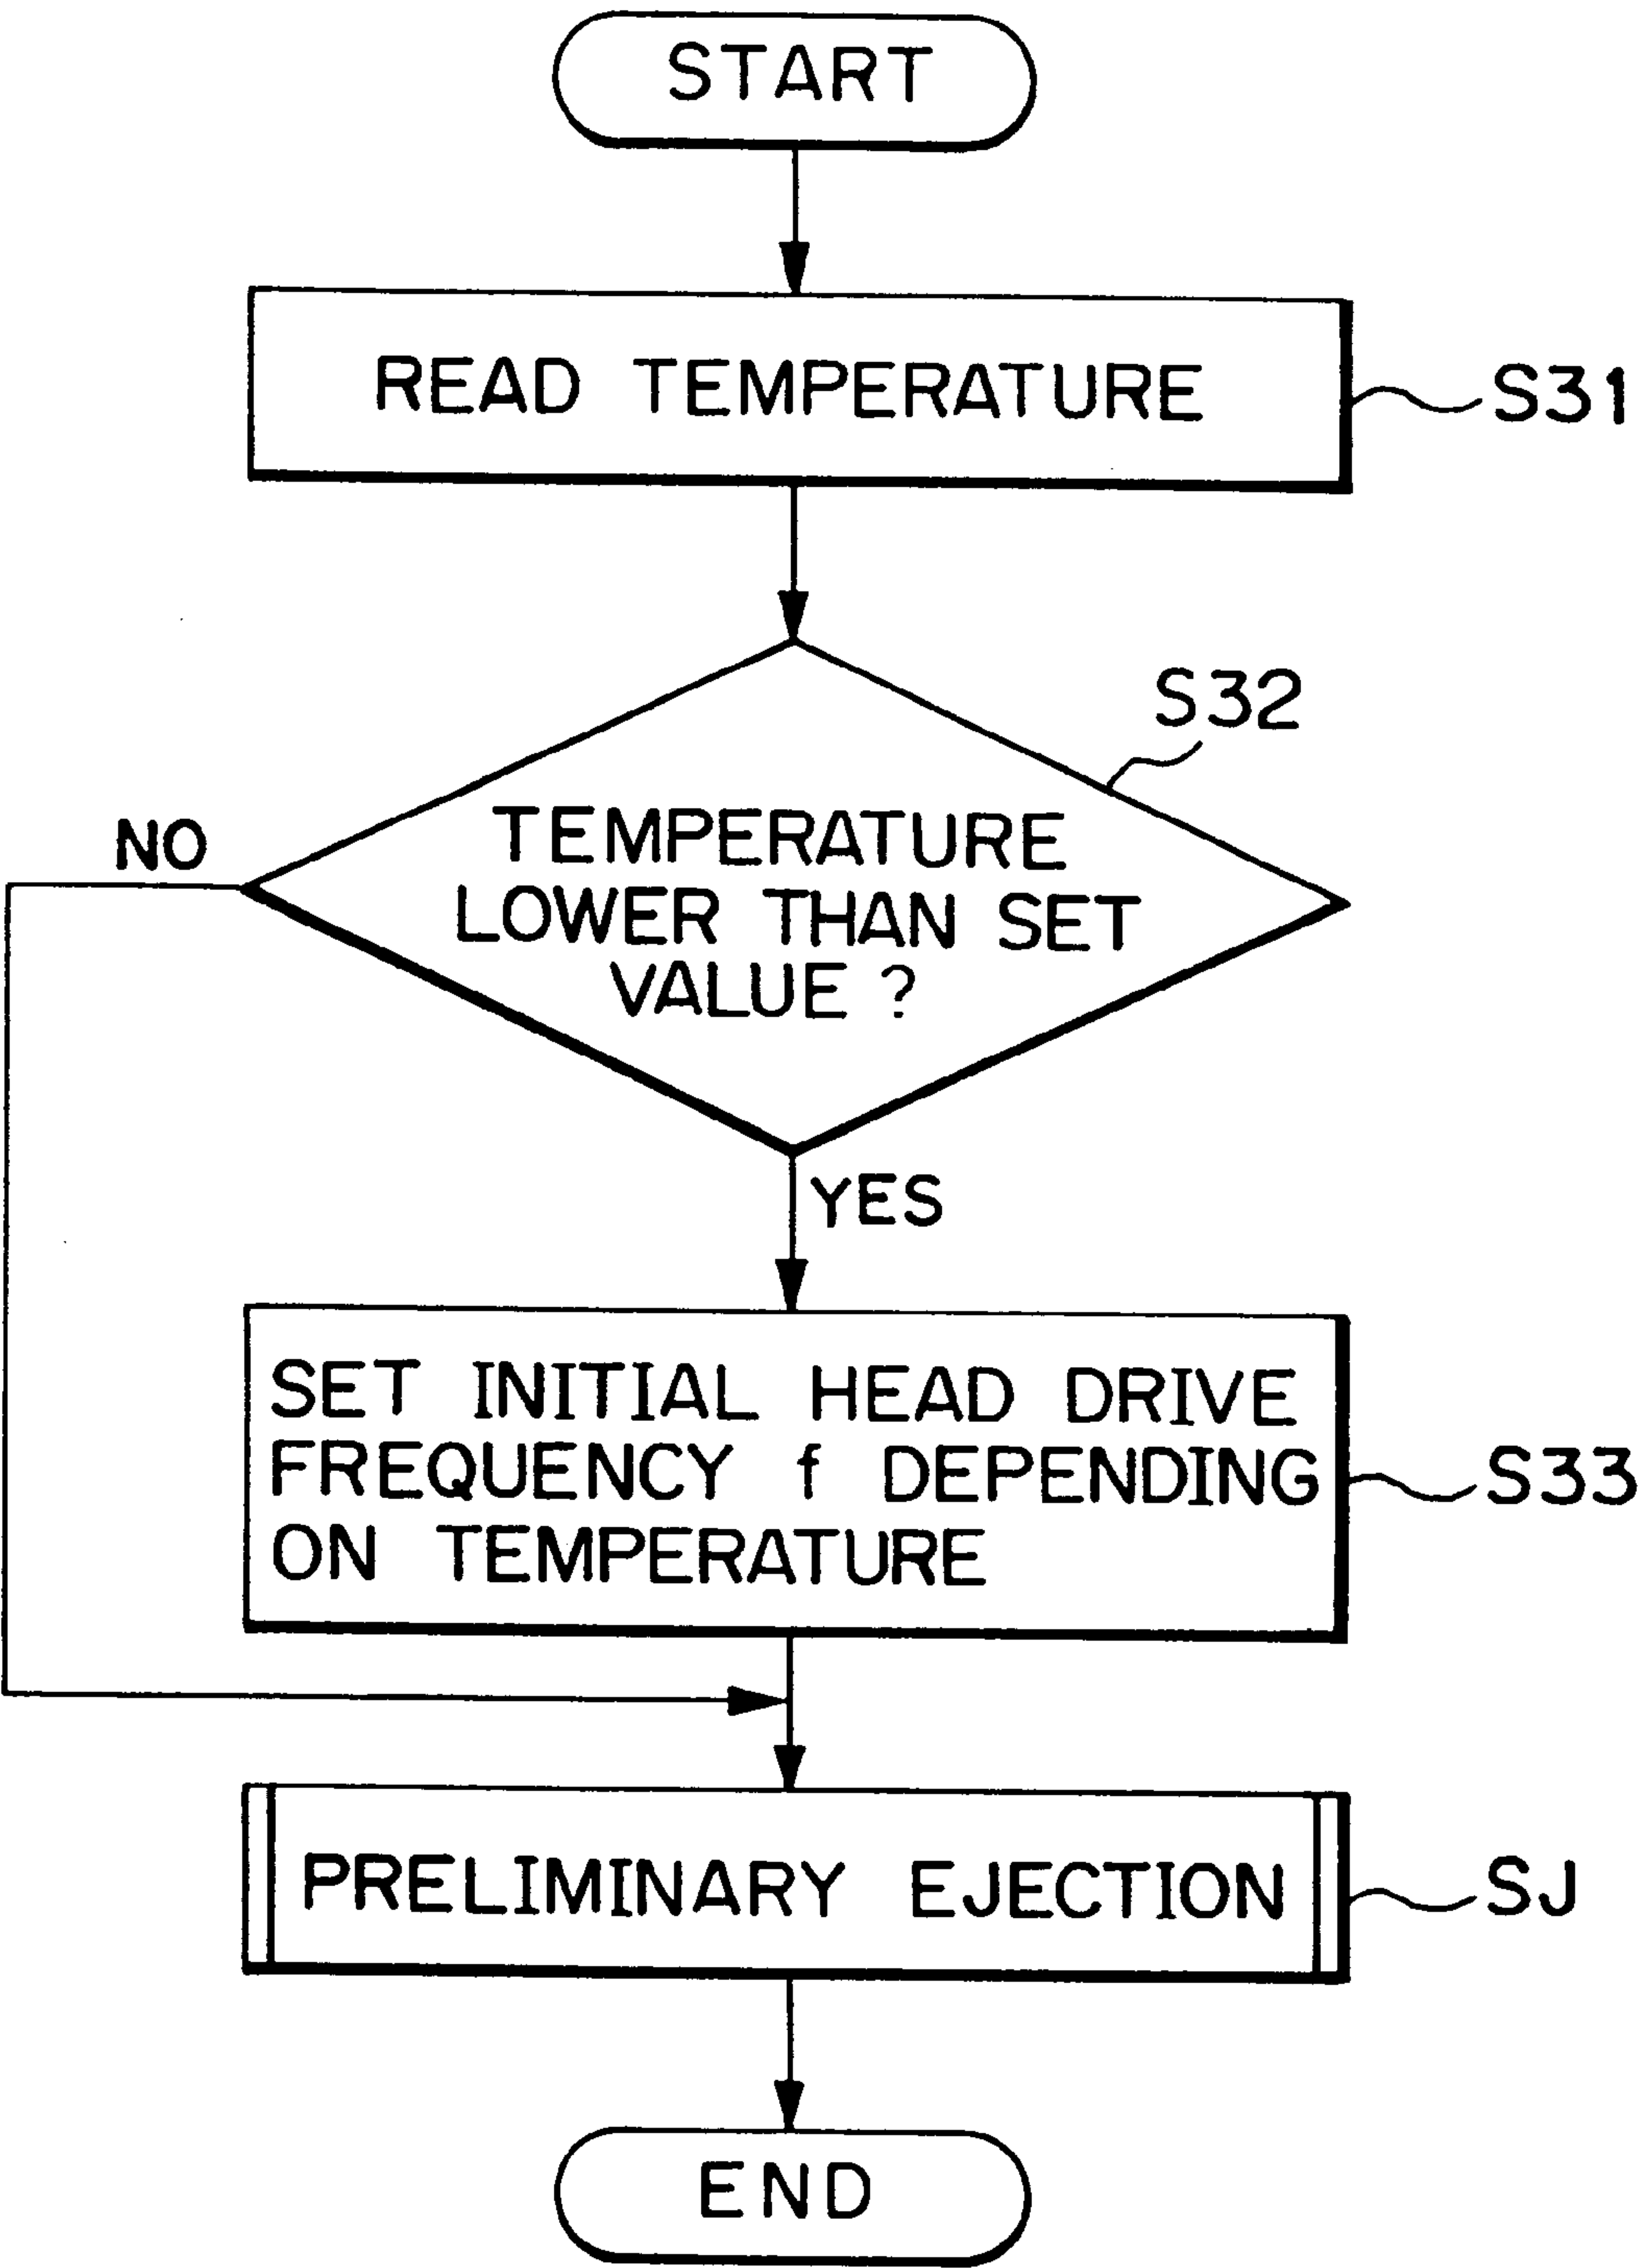 START
READ TEMPERATURE
S31
S32
NO
TEMPERATURE
LOWER THAN SET
VALUE ?
YES
SET INITIAL HEAD DRIVE
FREQUENCY f DEPENDING
ON TEMPERATURE
S33
PRELIMINARY EJECTION
SJ
END